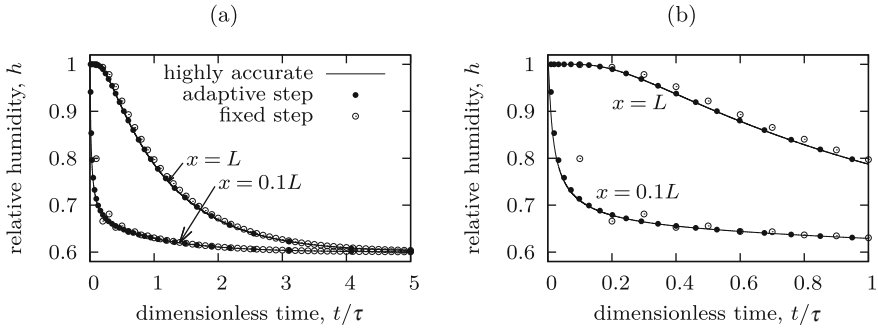 (a)
relative humidity, h
1
0.9
0.8
0.7
0.6
highly accurate
adaptive step
fixed step
x = L
x = 0.1L
0 1 2 3 4 5
dimensionless time, t/τ
(b)
relative humidity, h
1
0.9
0.8
0.7
0.6
x = L
x = 0.1L
0 0.2 0.4 0.6 0.8 1
dimensionless time, t/τ